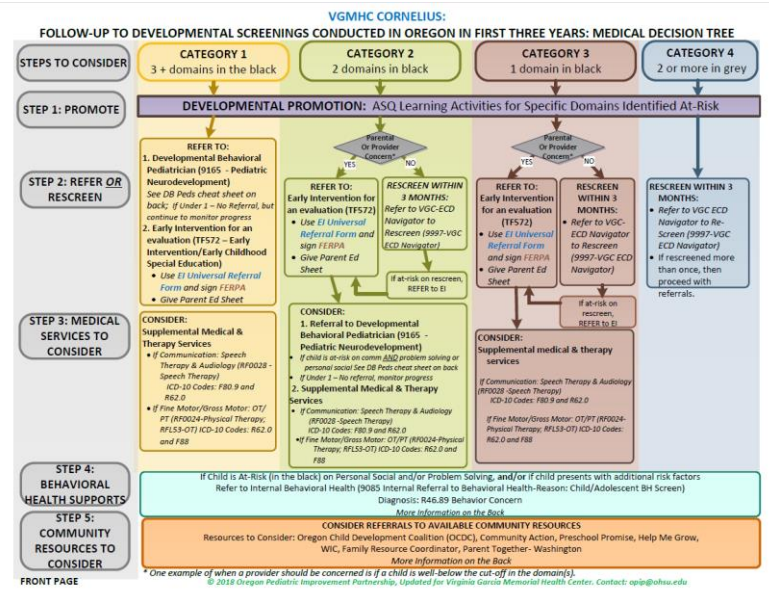 VGMHC CORNELIUS:
FOLLOW-UP TO DEVELOPMENTAL SCREENINGS CONDUCTED IN OREGON IN FIRST THREE YEARS: MEDICAL DECISION TREE
STEPS TO CONSIDER
CATEGORY 1
3 + domains in the black
CATEGORY 2
2 domains in black
CATEGORY 3
1 domain in black
CATEGORY 4
2 or more in grey
STEP 1: PROMOTE
DEVELOPMENTAL PROMOTION: ASQ Learning Activities for Specific Domains Identified At-Risk
STEP 2: REFER OR
RESCREEN
REFER TO:
1. Developmental Behavioral
Pediatrician (9165 - Pediatric
Neurodevelopment)
See DB Peds cheat sheet on
back; If Under 1 – No Referral, but
continue to monitor progress
2. Early Intervention for an
evaluation (TF572 – Early
Intervention/Early Childhood
Special Education)
• Use EI Universal Referral
Form and sign FERPA
• Give Parent Ed Sheet
Parental
Or Provider
Concern*
YES
NO
REFER TO:
Early Intervention for
an evaluation (TF572)
• Use EI Universal
Referral Form and
sign FERPA
• Give Parent Ed
Sheet
RESCREEN WITHIN
3 MONTHS:
Refer to VGC-ECD
Navigator to
Rescreen (9997-VGC
ECD Navigator)
If at-risk on rescreen,
REFER to EI
Parental
Or Provider
Concern*
YES
NO
REFER TO:
Early Intervention
for an evaluation
(TF572)
• Use EI Universal
Referral Form and
sign FERPA
• Give Parent Ed
Sheet
RESCREEN
WITHIN 3
MONTHS:
Refer to VGC-
ECD Navigator
to Rescreen
(9997-VGC ECD
Navigator)
If at-risk on
rescreen,
REFER to EI
RESCREEN WITHIN 3
MONTHS:
• Refer to VGC ECD
Navigator to Re-
Screen (9997-VGC
ECD Navigator)
• If rescreened more
than once, then
proceed with
referrals.
STEP 3: MEDICAL
SERVICES TO
CONSIDER
CONSIDER:
Supplemental Medical &
Therapy Services
• If Communication: Speech
Therapy & Audiology (RF0028 -
Speech Therapy)
ICD-10 Codes: F80.9 and
R62.0
• If Fine Motor/Gross Motor: OT/
PT (RF0024-Physical Therapy;
RFL53-OT) ICD-10 Codes: R62.0
and F88
CONSIDER:
1. Referral to Developmental
Behavioral Pediatrician (9165 -
Pediatric Neurodevelopment)
• If child is at-risk on comm AND problem solving or
personal social See DB Peds cheat sheet on back
• If Under 1 – No referral, monitor progress
2. Supplemental Medical & Therapy
Services
• If Communication: Speech Therapy & Audiology
(RF0028 -Speech Therapy)
ICD-10 Codes: F80.9 and R62.0
•If Fine Motor/Gross Motor: OT/PT (RF0024-Physical
Therapy; RFL53-OT) ICD-10 Codes: R62.0 and
F88
CONSIDER:
Supplemental medical & therapy
services
If Communication: Speech Therapy & Audiology
(RF0028 -Speech Therapy)
ICD-10 Codes: F80.9 and R62.0
If Fine Motor/Gross Motor: OT/PT (RF0024-
Physical Therapy; RFL53-OT) ICD-10 Codes:
R62.0 and F88
STEP 4:
BEHAVIORAL
HEALTH SUPPORTS
If Child is At-Risk (in the black) on Personal Social and/or Problem Solving, and/or if child presents with additional risk factors
Refer to Internal Behavioral Health (9085 Internal Referral to Behavioral Health-Reason: Child/Adolescent BH Screen)
Diagnosis: R46.89 Behavior Concern
More Information on the Back
STEP 5:
COMMUNITY
RESOURCES TO
CONSIDER
CONSIDER REFERRALS TO AVAILABLE COMMUNITY RESOURCES
Resources to Consider: Oregon Child Development Coalition (OCDC), Community Action, Preschool Promise, Help Me Grow,
WIC, Family Resource Coordinator, Parent Together- Washington
More Information on the Back
* One example of when a provider should be concerned is if a child is well-below the cut-off in the domain(s).
FRONT PAGE
© 2018 Oregon Pediatric Improvement Partnership, Updated for Virginia Garcia Memorial Health Center. Contact: opip@ohsu.edu